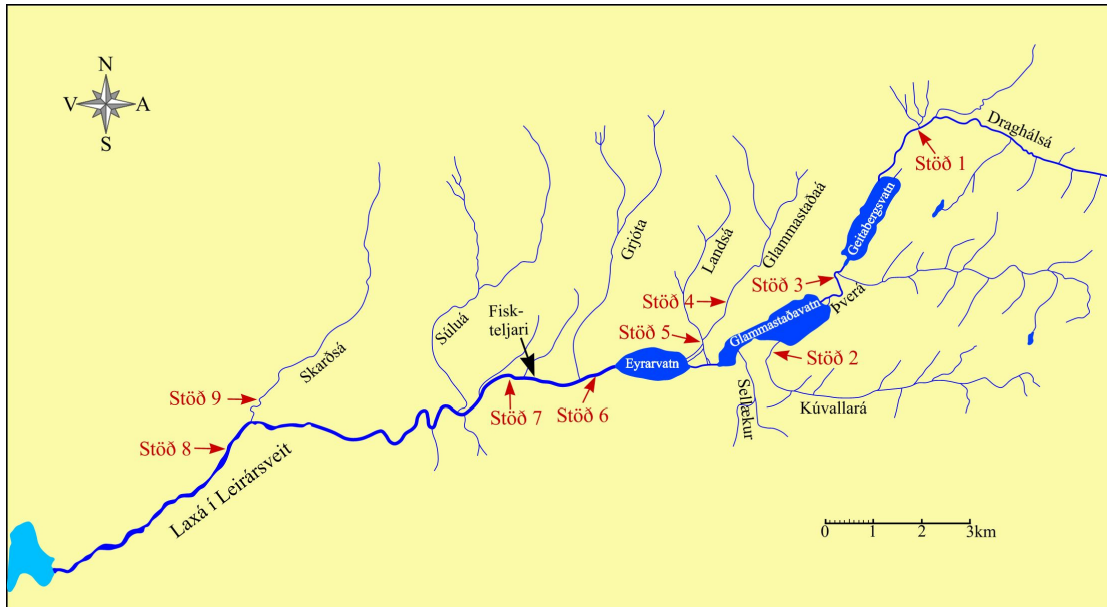 N
V A
S
Draghálsá
Stöð 1
Geitabergsvatn
Glammastaðaá
Landsá
Grjóta
Stöð 3
Þverá
Stöð 4
Glammastaðavatn
Fisk-
teljari
Súluá
Stöð 5
Stöð 2
Eyrarvatn
Skarðsá
Sellækur
Kúvallará
Stöð 9
Stöð 7
Stöð 6
Stöð 8
Laxá í Leirársveit
0 1 2 3km